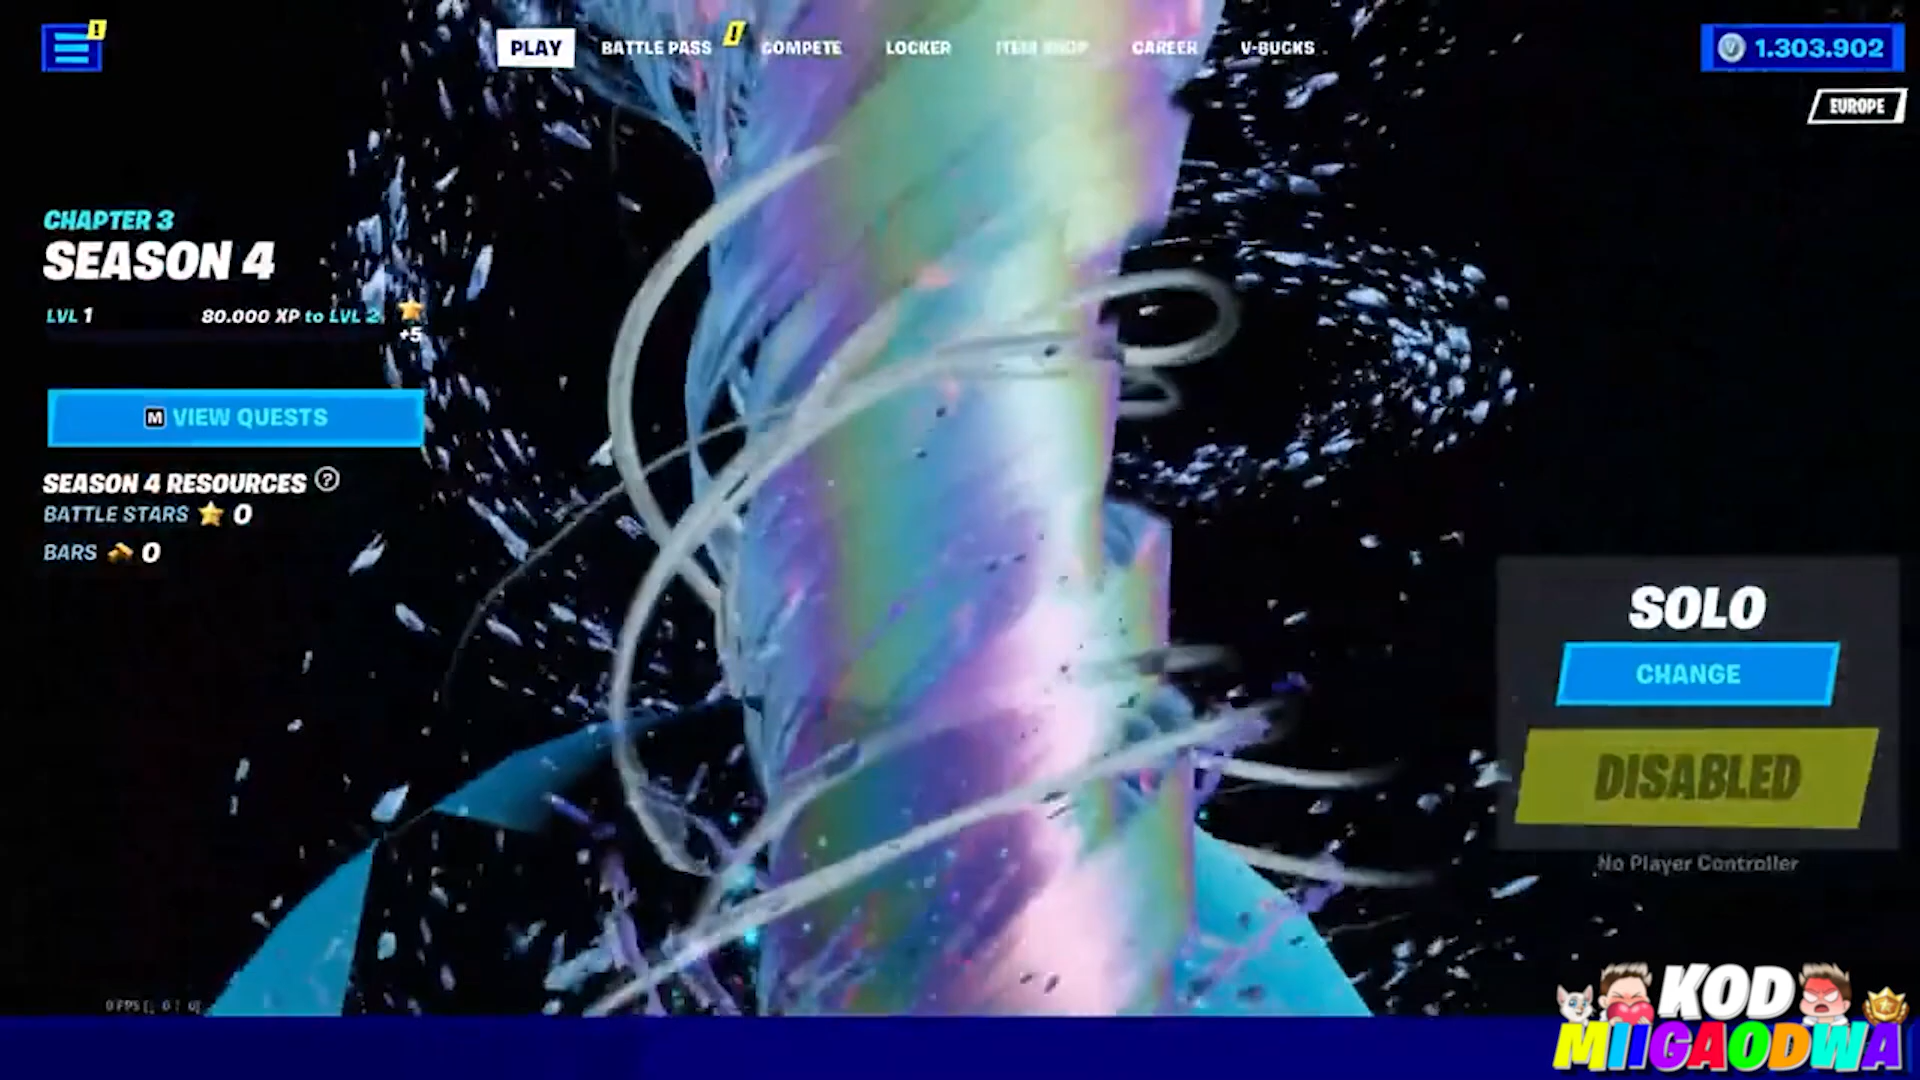 !
PLAY
BATTLE PASS
!
COMPETE
LOCKER
ITEM SHOP
CAREER
V-BUCKS
V 1.303.902
EUROPE
CHAPTER 3
SEASON 4
LVL 1
80.000 XP to LVL 2
+5
M VIEW QUESTS
SEASON 4 RESOURCES ?
BATTLE STARS 0
BARS 0
SOLO
CHANGE
DISABLED
No Player Controller
KOD
MIIGAODWA